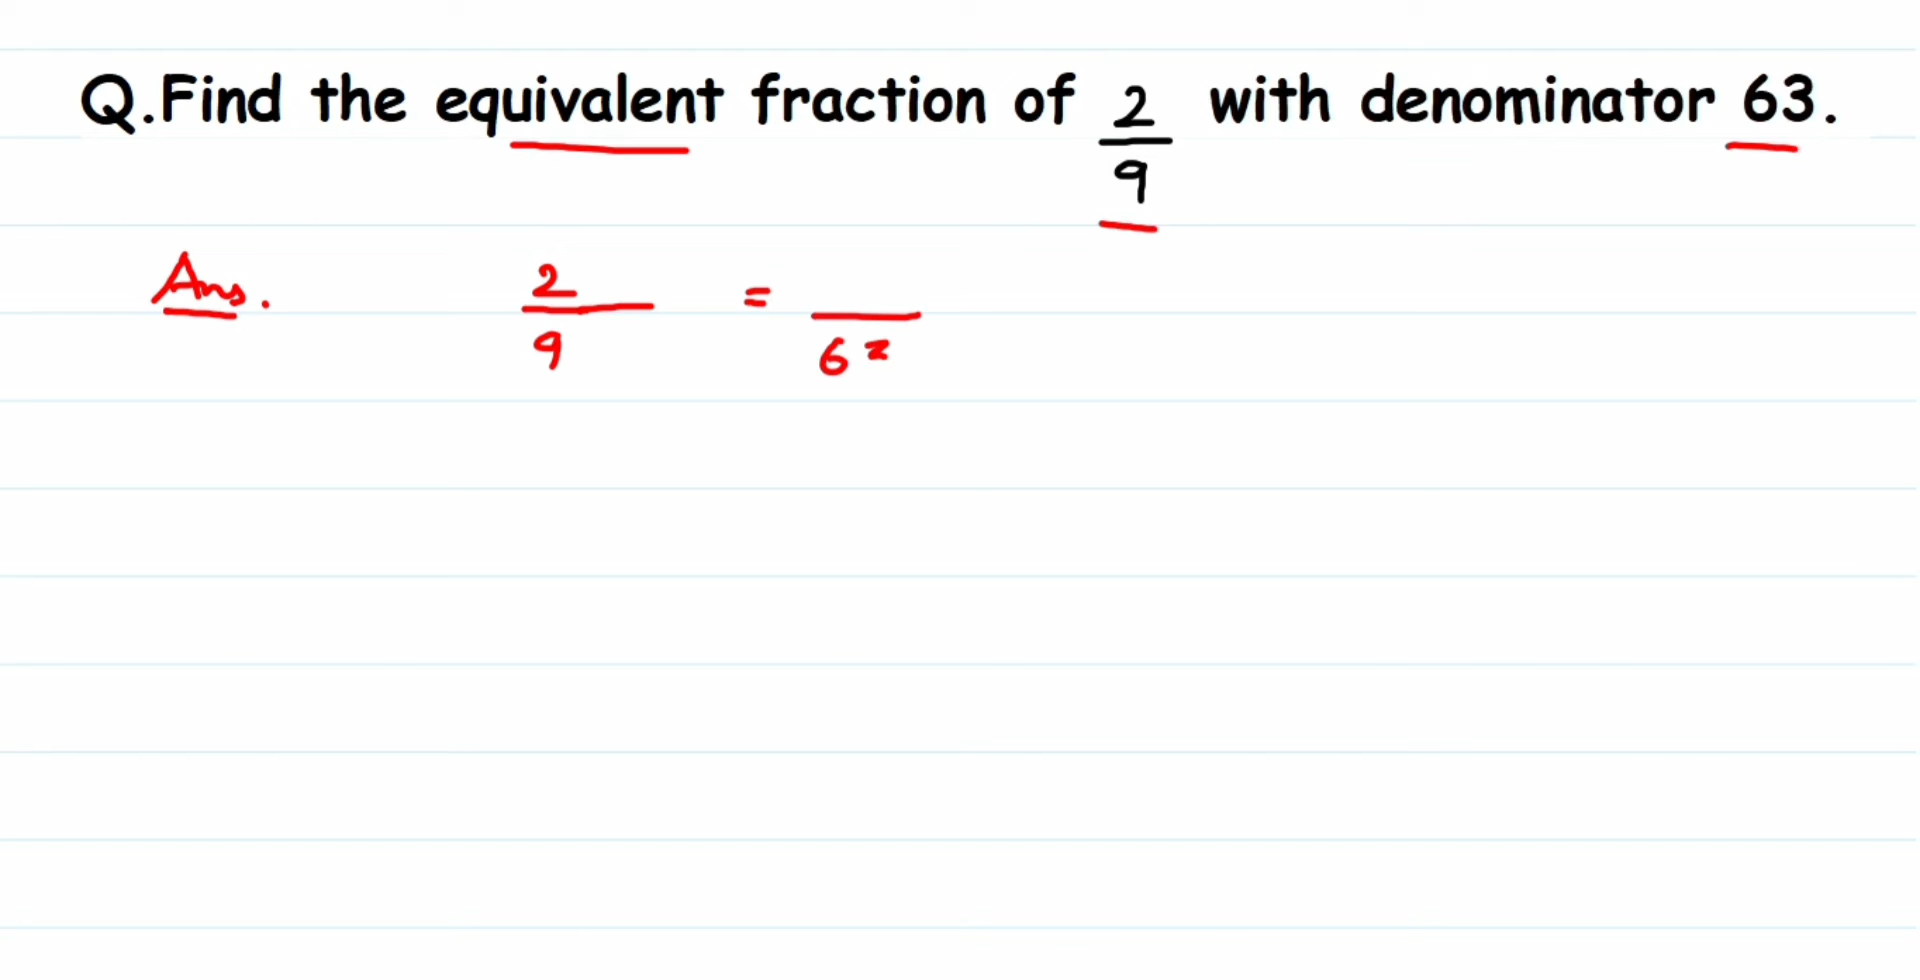 Q.Find the equivalent fraction of 2/9 with denominator 63.
Ans. 2/9 = /6